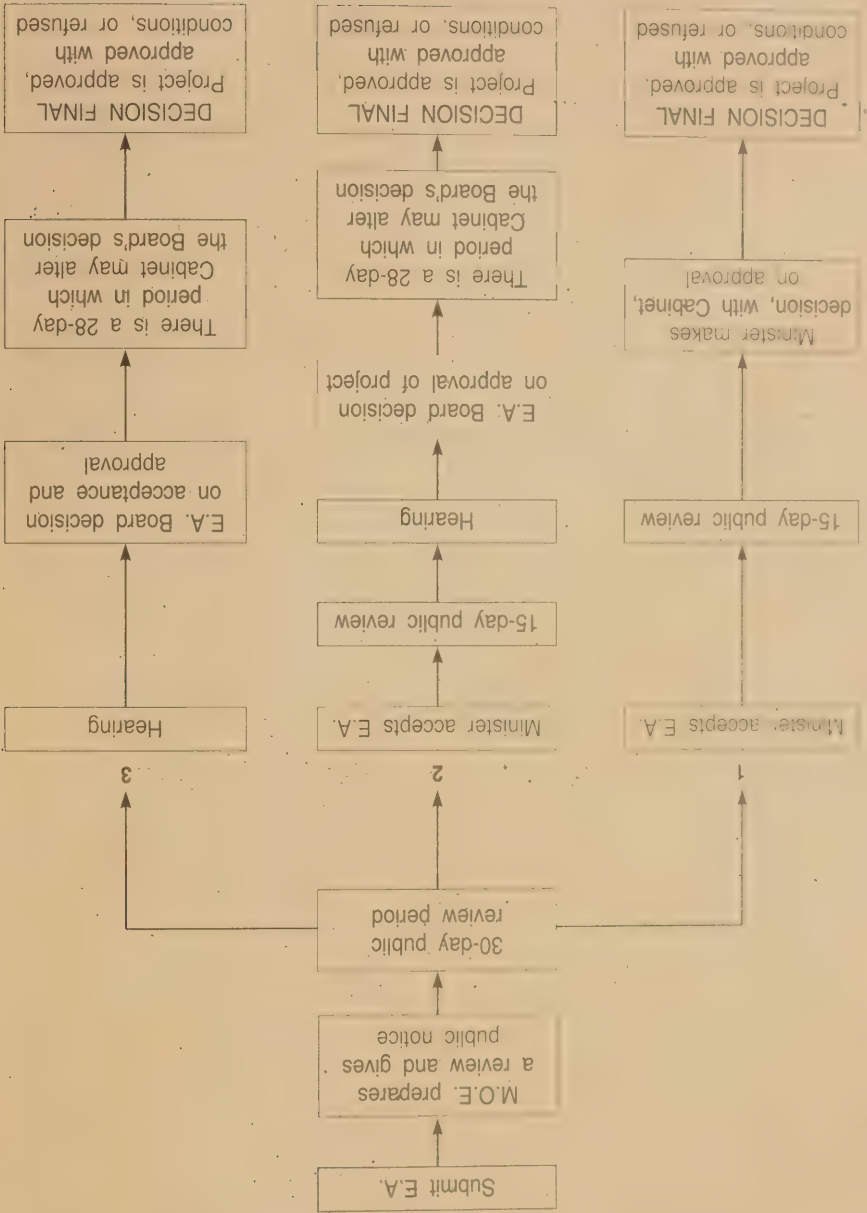 Submit E.A.
M.O.E. prepares
a review and gives
public notice
30-day public
review period
1
Minister accepts E.A.
15-day public review
Minister makes
decision, with Cabinet,
on approval
DECISION FINAL
Project is approved.
approved with
conditions. or refused
2
Minister accepts E.A.
15-day public review
Hearing
E.A. Board decision
on approval of project
There is a 28-day
period in which
Cabinet may alter
the Board's decision
DECISION FINAL
Project is approved,
approved with
conditions. or refused
3
Hearing
E.A. Board decision
on acceptance and
approval
There is a 28-day
period in which
Cabinet may alter
the Board's decision
DECISION FINAL
Project is approved,
approved with
conditions, or refused